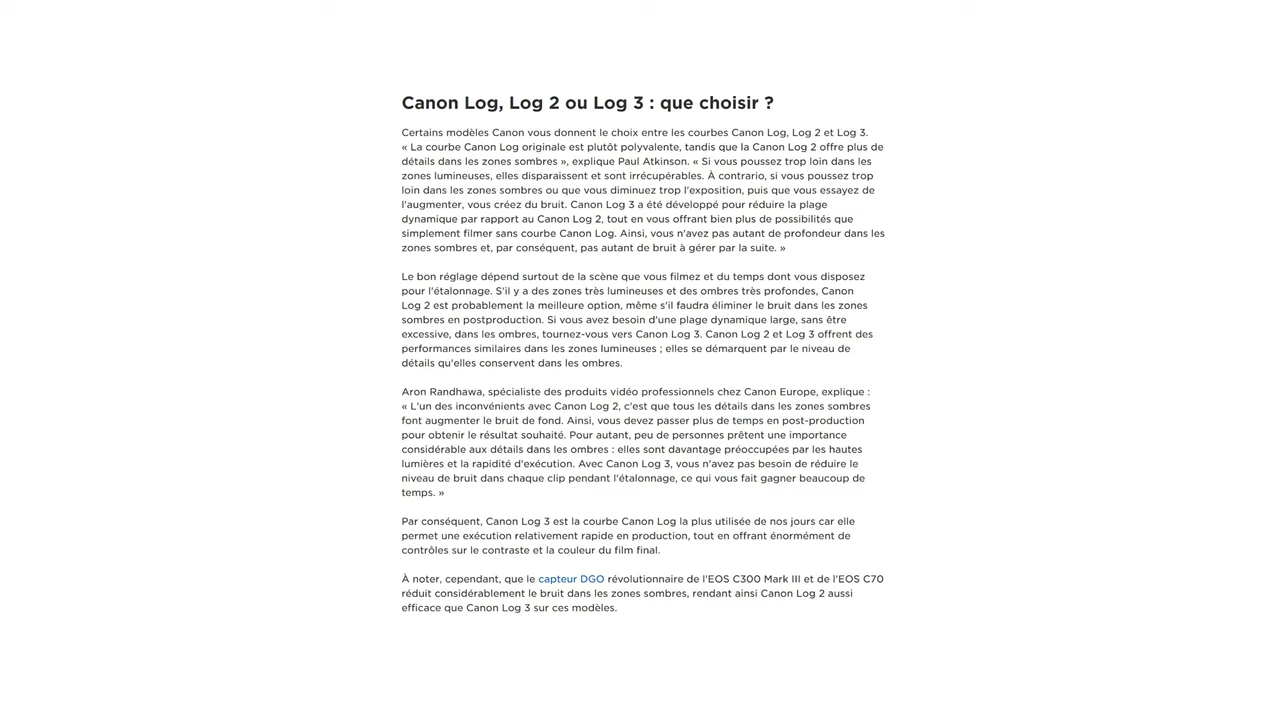 Canon Log, Log 2 ou Log 3 : que choisir ?
Certains modèles Canon vous donnent le choix entre les courbes Canon Log, Log 2 et Log 3.
« La courbe Canon Log originale est plutôt polyvalente, tandis que la Canon Log 2 offre plus de
détails dans les zones sombres », explique Paul Atkinson. « Si vous poussez trop loin dans les
zones lumineuses, elles disparaissent et sont irrécupérables. À contrario, si vous poussez trop
loin dans les zones sombres ou que vous diminuez trop l'exposition, puis que vous essayez de
l'augmenter, vous créez du bruit. Canon Log 3 a été développé pour réduire la plage
dynamique par rapport au Canon Log 2, tout en vous offrant bien plus de possibilités que
simplement filmer sans courbe Canon Log. Ainsi, vous n'avez pas autant de profondeur dans les
zones sombres et, par conséquent, pas autant de bruit à gérer par la suite. »
Le bon réglage dépend surtout de la scène que vous filmez et du temps dont vous disposez
pour l'étalonnage. S'il y a des zones très lumineuses et des ombres très profondes, Canon
Log 2 est probablement la meilleure option, même s'il faudra éliminer le bruit dans les zones
sombres en postproduction. Si vous avez besoin d'une plage dynamique large, sans être
excessive, dans les ombres, tournez-vous vers Canon Log 3. Canon Log 2 et Log 3 offrent des
performances similaires dans les zones lumineuses ; elles se démarquent par le niveau de
détails qu'elles conservent dans les ombres.
Aron Randhawa, spécialiste des produits vidéo professionnels chez Canon Europe, explique :
« L'un des inconvénients avec Canon Log 2, c'est que tous les détails dans les zones sombres
font augmenter le bruit de fond. Ainsi, vous devez passer plus de temps en post-production
pour obtenir le résultat souhaité. Pour autant, peu de personnes prêtent une importance
considérable aux détails dans les ombres : elles sont davantage préoccupées par les hautes
lumières et la rapidité d'exécution. Avec Canon Log 3, vous n'avez pas besoin de réduire le
niveau de bruit dans chaque clip pendant l'étalonnage, ce qui vous fait gagner beaucoup de
temps. »
Par conséquent, Canon Log 3 est la courbe Canon Log la plus utilisée de nos jours car elle
permet une exécution relativement rapide en production, tout en offrant énormément de
contrôles sur le contraste et la couleur du film final.
À noter, cependant, que le capteur DGO révolutionnaire de l'EOS C300 Mark III et de l'EOS C70
réduit considérablement le bruit dans les zones sombres, rendant ainsi Canon Log 2 aussi
efficace que Canon Log 3 sur ces modèles.